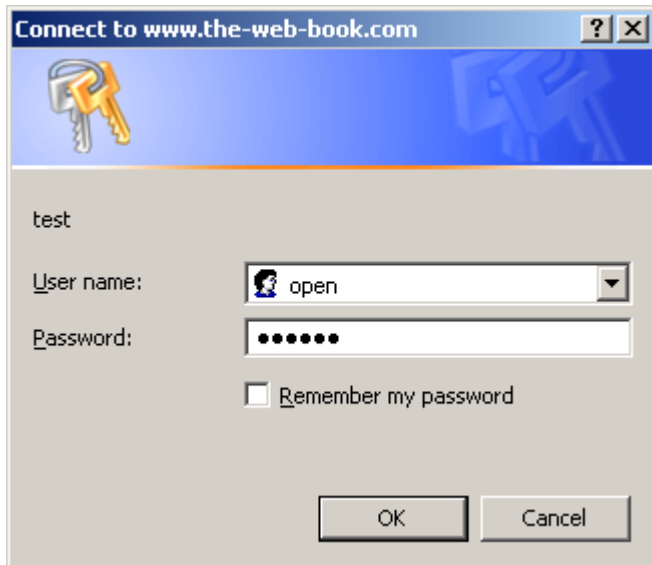 Connect to www.the-web-book.com
test
User name: open
Password: ●●●●●●
Remember my password
OK Cancel